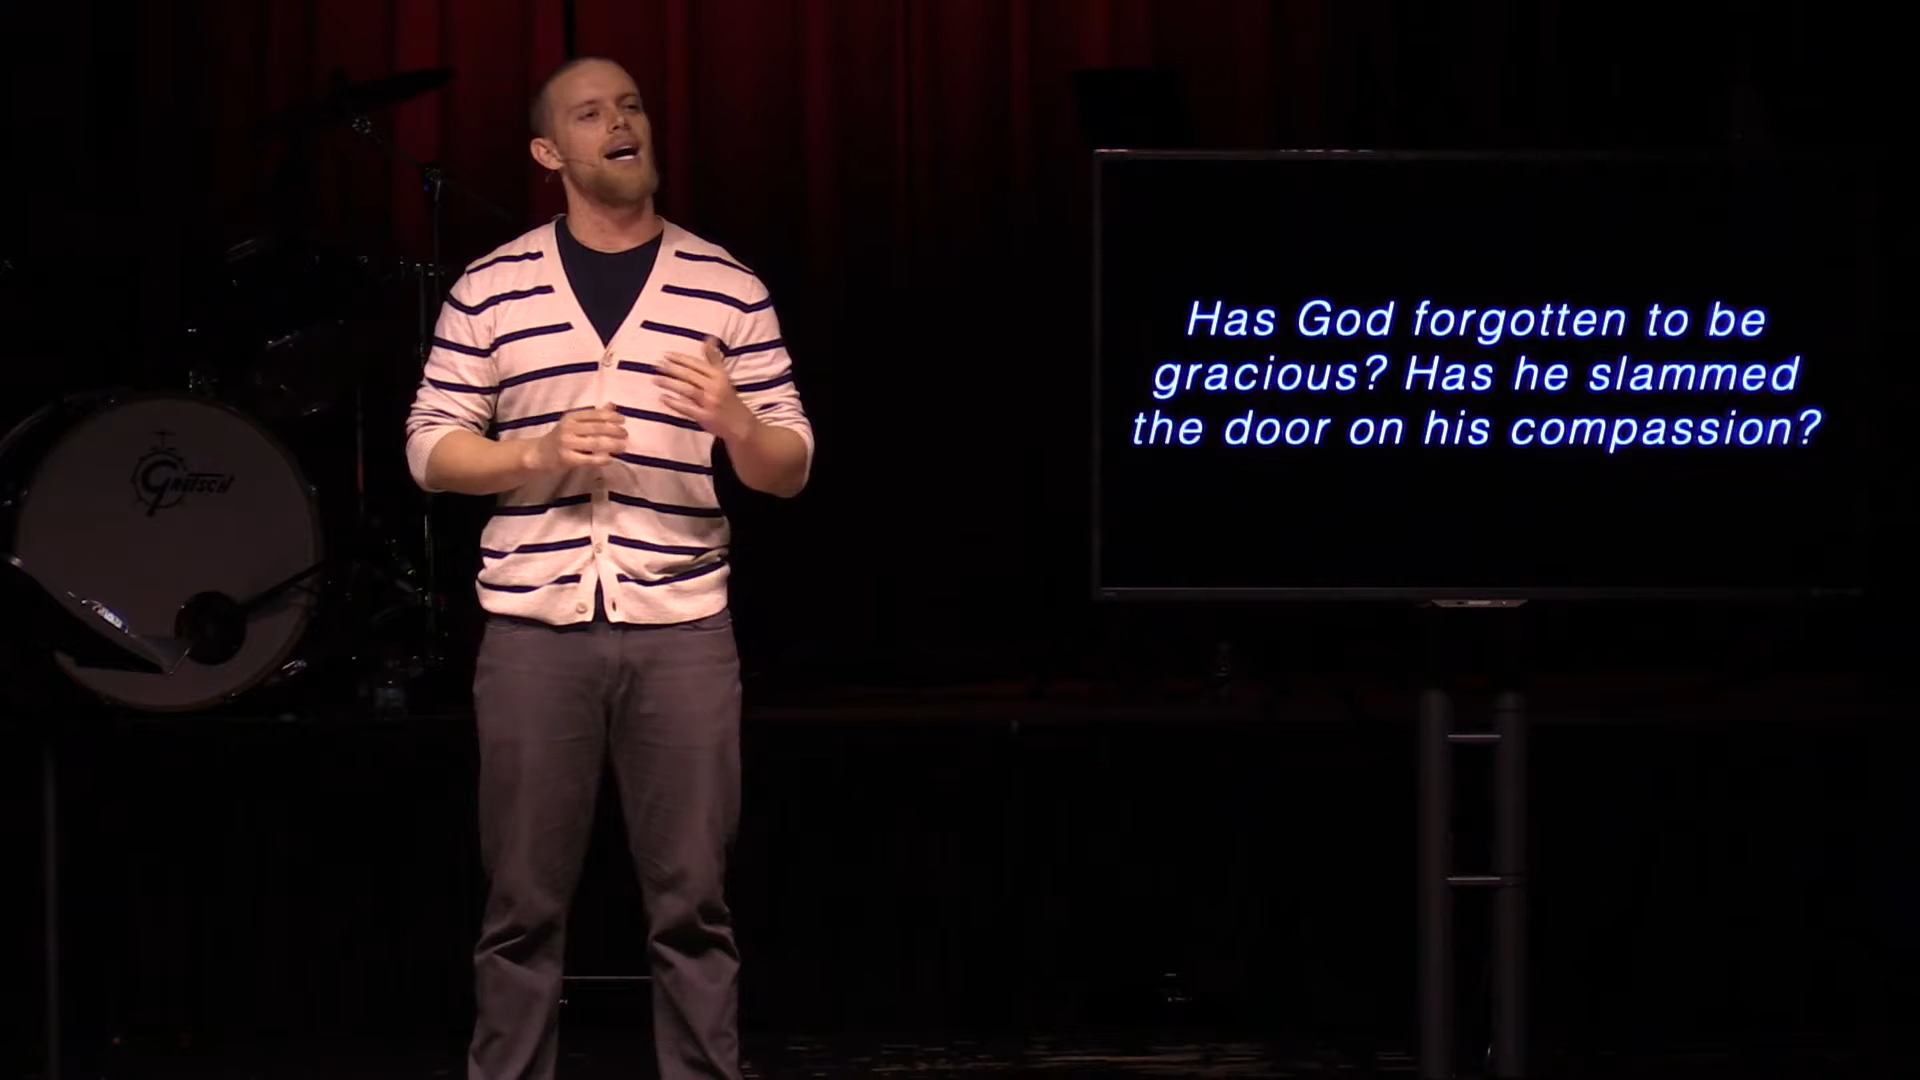 Has God forgotten to be
gracious? Has he slammed
the door on his compassion?
GRETSCH